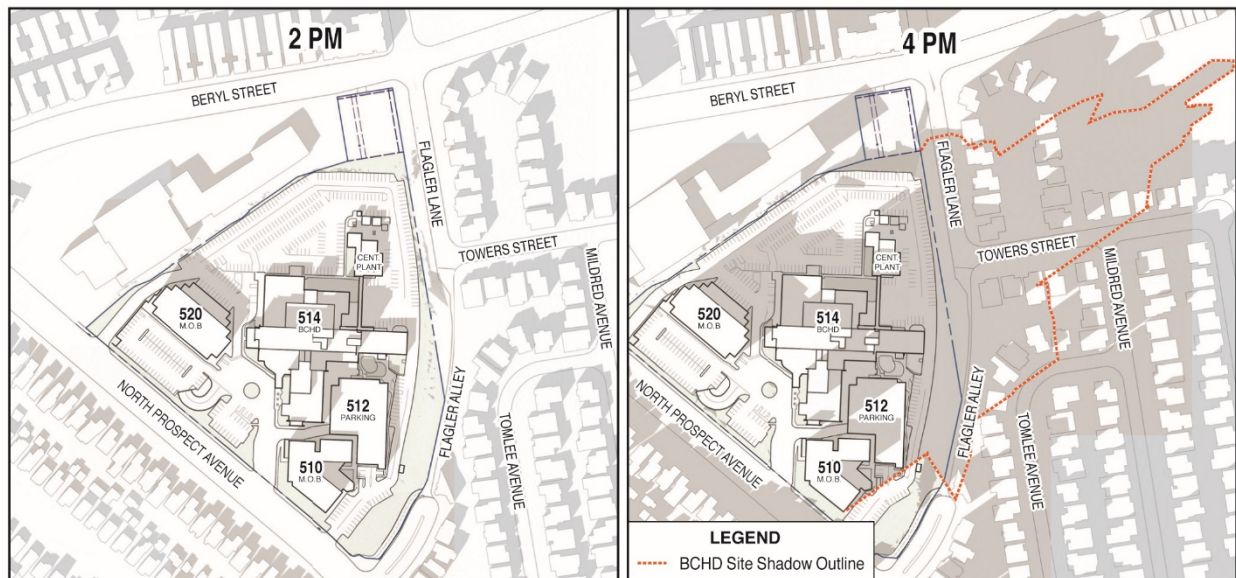 2 PM
BERYL STREET
FLAGLER LANE
TOWERS STREET
CENT.
PLANT
MILDRED AVENUE
520
M.O.B
514
BCHD
512
PARKING
510
M.O.B.
NORTH PROSPECT AVENUE
FLAGLER ALLEY
TOMLEE AVENUE
4 PM
BERYL STREET
FLAGLER LANE
TOWERS STREET
CENT.
PLANT
MILDRED AVENUE
520
M.O.B
514
BCHD
512
PARKING
510
M.O.B.
NORTH PROSPECT AVENUE
FLAGLER ALLEY
TOMLEE AVENUE
LEGEND
BCHD Site Shadow Outline